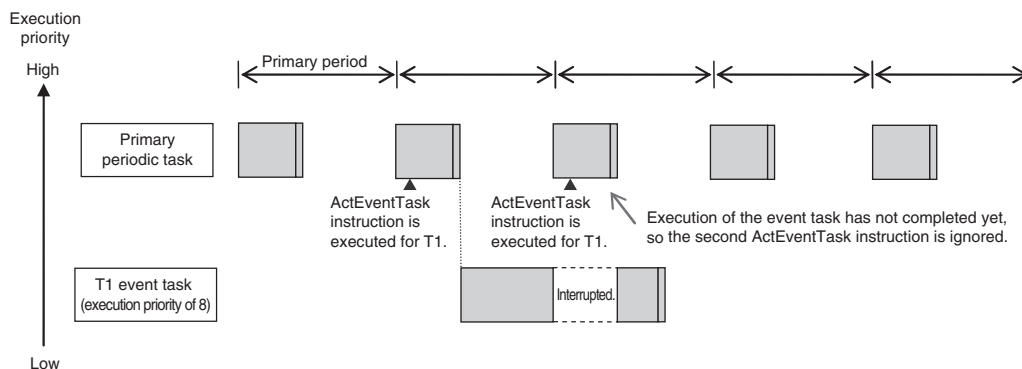 Execution
priority
High
Primary period
Primary
periodic task
ActEventTask
instruction is
executed for T1.
ActEventTask
instruction is
executed for T1.
Execution of the event task has not completed yet,
so the second ActEventTask instruction is ignored.
T1 event task
(execution priority of 8)
Interrupted.
Low